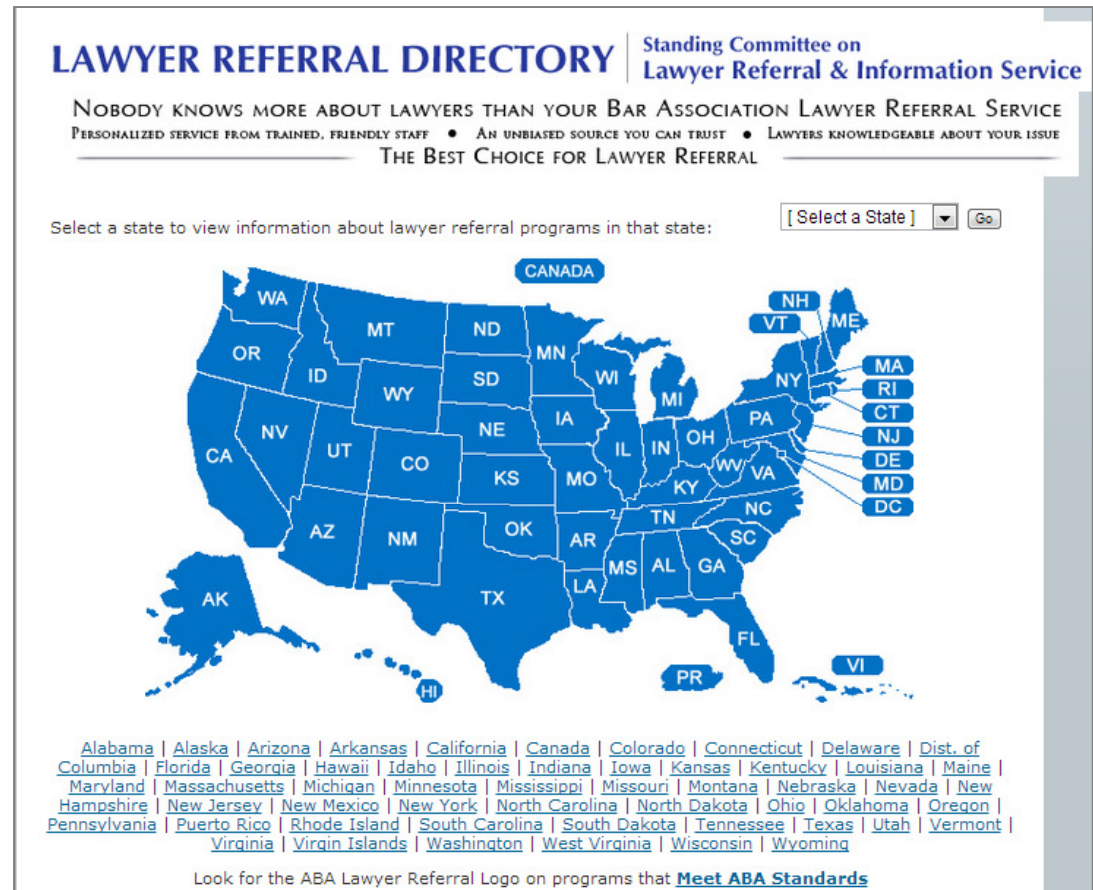 LAWYER REFERRAL DIRECTORY
Standing Committee on
Lawyer Referral & Information Service
NOBODY KNOWS MORE ABOUT LAWYERS THAN YOUR BAR ASSOCIATION LAWYER REFERRAL SERVICE
PERSONALIZED SERVICE FROM TRAINED, FRIENDLY STAFF • AN UNBIASED SOURCE YOU CAN TRUST • LAWYERS KNOWLEDGEABLE ABOUT YOUR ISSUE
THE BEST CHOICE FOR LAWYER REFERRAL
Select a state to view information about lawyer referral programs in that state:
[ Select a State ] Go
CANADA
WA
MT
ND
MN
NH
VT
ME
OR
ID
WY
SD
WI
MI
NY
MA
RI
CT
NJ
DE
MD
DC
CA
NV
UT
CO
NE
IA
IL
IN
OH
PA
KS
MO
KY
WV
VA
AZ
NM
OK
AR
TN
NC
SC
TX
LA
MS
AL
GA
AK
HI
FL
PR
VI
Alabama | Alaska | Arizona | Arkansas | California | Canada | Colorado | Connecticut | Delaware | Dist. of
Columbia | Florida | Georgia | Hawaii | Idaho | Illinois | Indiana | Iowa | Kansas | Kentucky | Louisiana | Maine |
Maryland | Massachusetts | Michigan | Minnesota | Mississippi | Missouri | Montana | Nebraska | Nevada | New
Hampshire | New Jersey | New Mexico | New York | North Carolina | North Dakota | Ohio | Oklahoma | Oregon |
Pennsylvania | Puerto Rico | Rhode Island | South Carolina | South Dakota | Tennessee | Texas | Utah | Vermont |
Virginia | Virgin Islands | Washington | West Virginia | Wisconsin | Wyoming
Look for the ABA Lawyer Referral Logo on programs that Meet ABA Standards